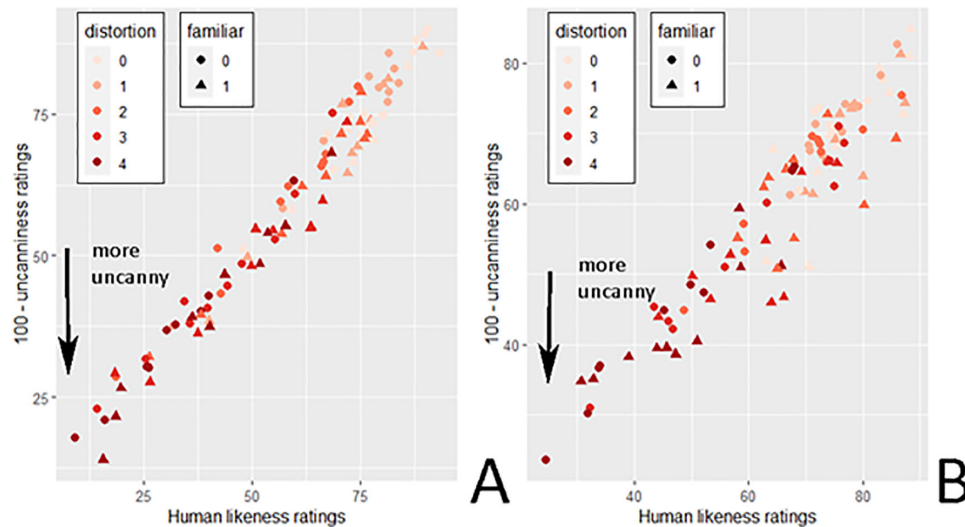 distortion
0
1
2
3
4
familiar
0
1
more
uncanny
100 - uncanniness ratings
75
50
25
25 50 75
Human likeness ratings
A
distortion
0
1
2
3
4
familiar
0
1
more
uncanny
100 - uncanniness ratings
80
60
40
40 60 80
Human likeness ratings
B